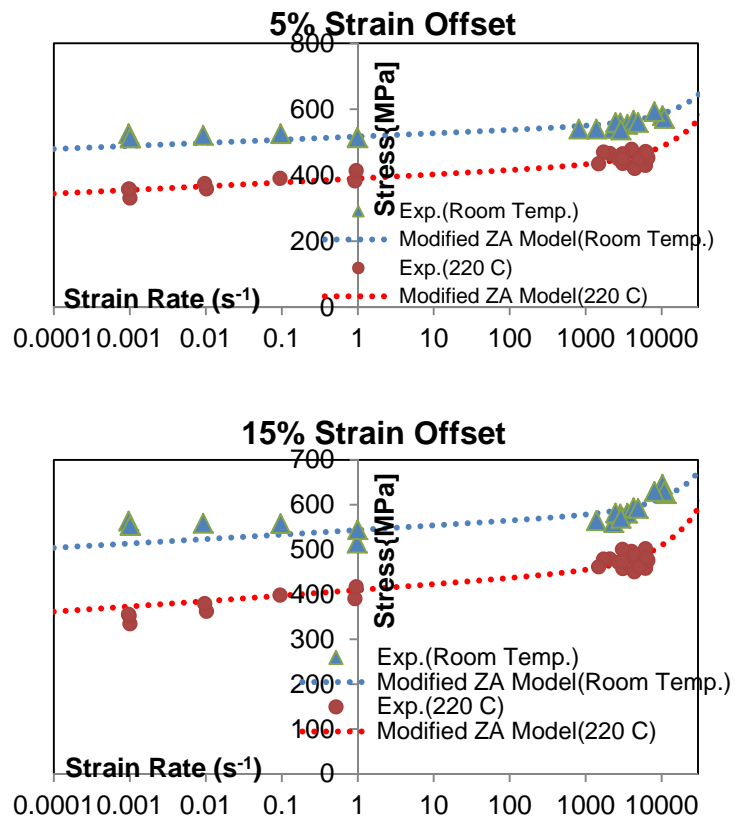 5% Strain Offset
800
600
400
200
0
Stress{MPa]
Exp.(Room Temp.)
Modified ZA Model(Room Temp.)
Exp.(220 C)
Modified ZA Model(220 C)
Strain Rate (s-1)
0.0001 0.001 0.01 0.1 1 10 100 1000 10000
15% Strain Offset
700
600
500
400
300
200
100
0
Stress{MPa]
Exp.(Room Temp.)
Modified ZA Model(Room Temp.)
Exp.(220 C)
Modified ZA Model(220 C)
Strain Rate (s-1)
0.0001 0.001 0.01 0.1 1 10 100 1000 10000